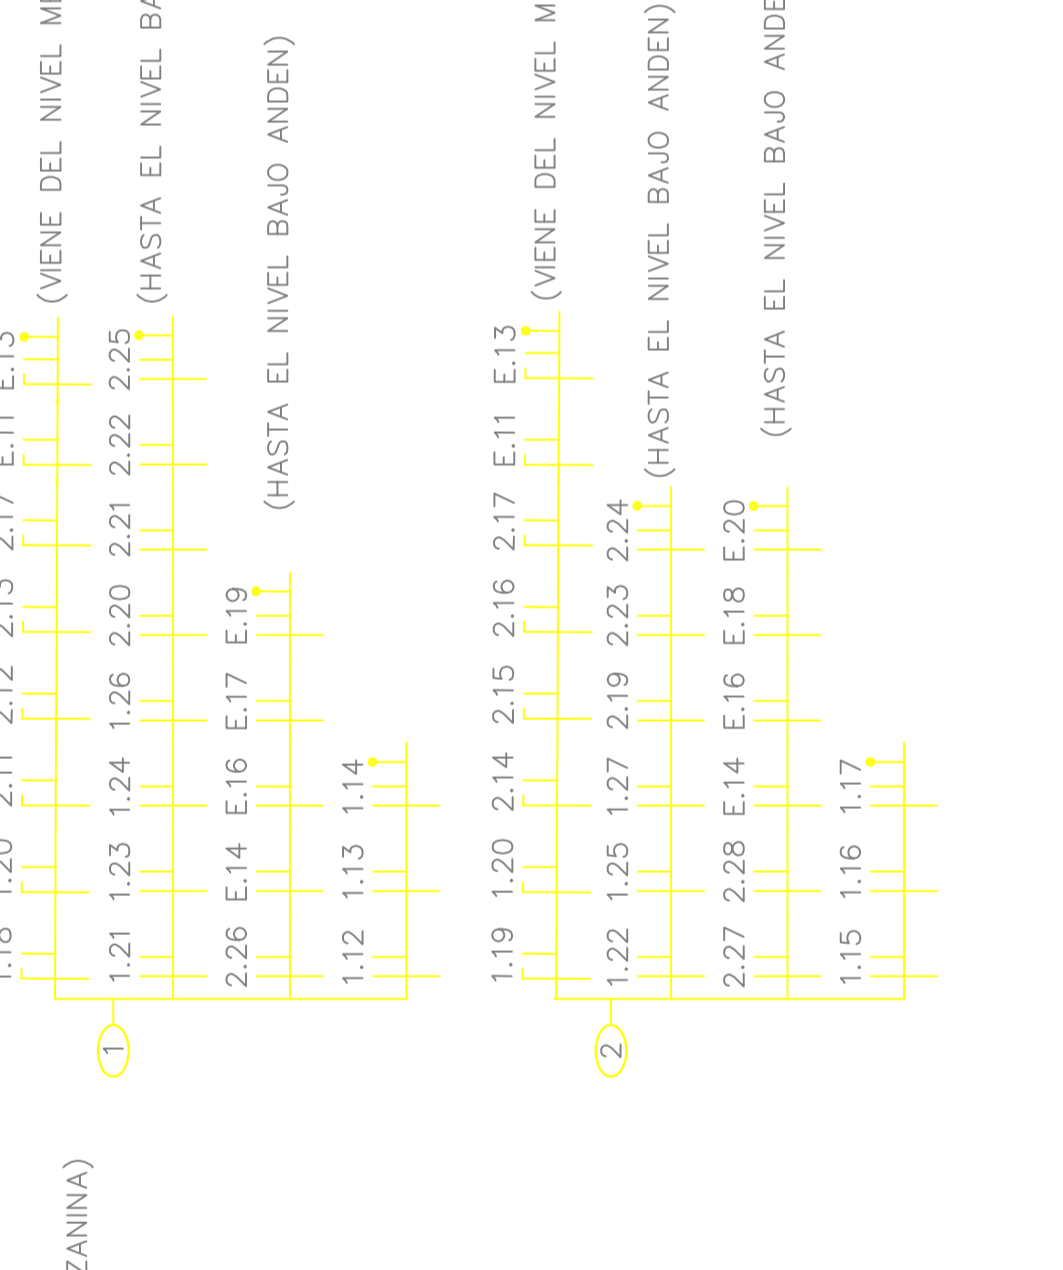 1.20 E.11 E.13 (VIENE DEL NIVEL
1.21 1.23 1.24 1.26 2.20 2.21 2.22 2.25 (HASTA EL NIVEL
2.26 E.14 E.16 E.17 E.19 (HASTA EL NIVEL BAJO ANDEN)
1.12 1.13 1.14
1
1.19 1.20 2.14 2.15 2.16 2.17 E.11 E.13 (VIENE DEL NIVEL
1.22 1.25 1.27 2.19 2.23 2.24 (HASTA EL NIVEL BAJO ANDEN)
2.27 2.28 E.14 E.16 E.18 E.20 (HASTA EL NIVEL BAJO
1.15 1.16 1.17
2
ZANINA)